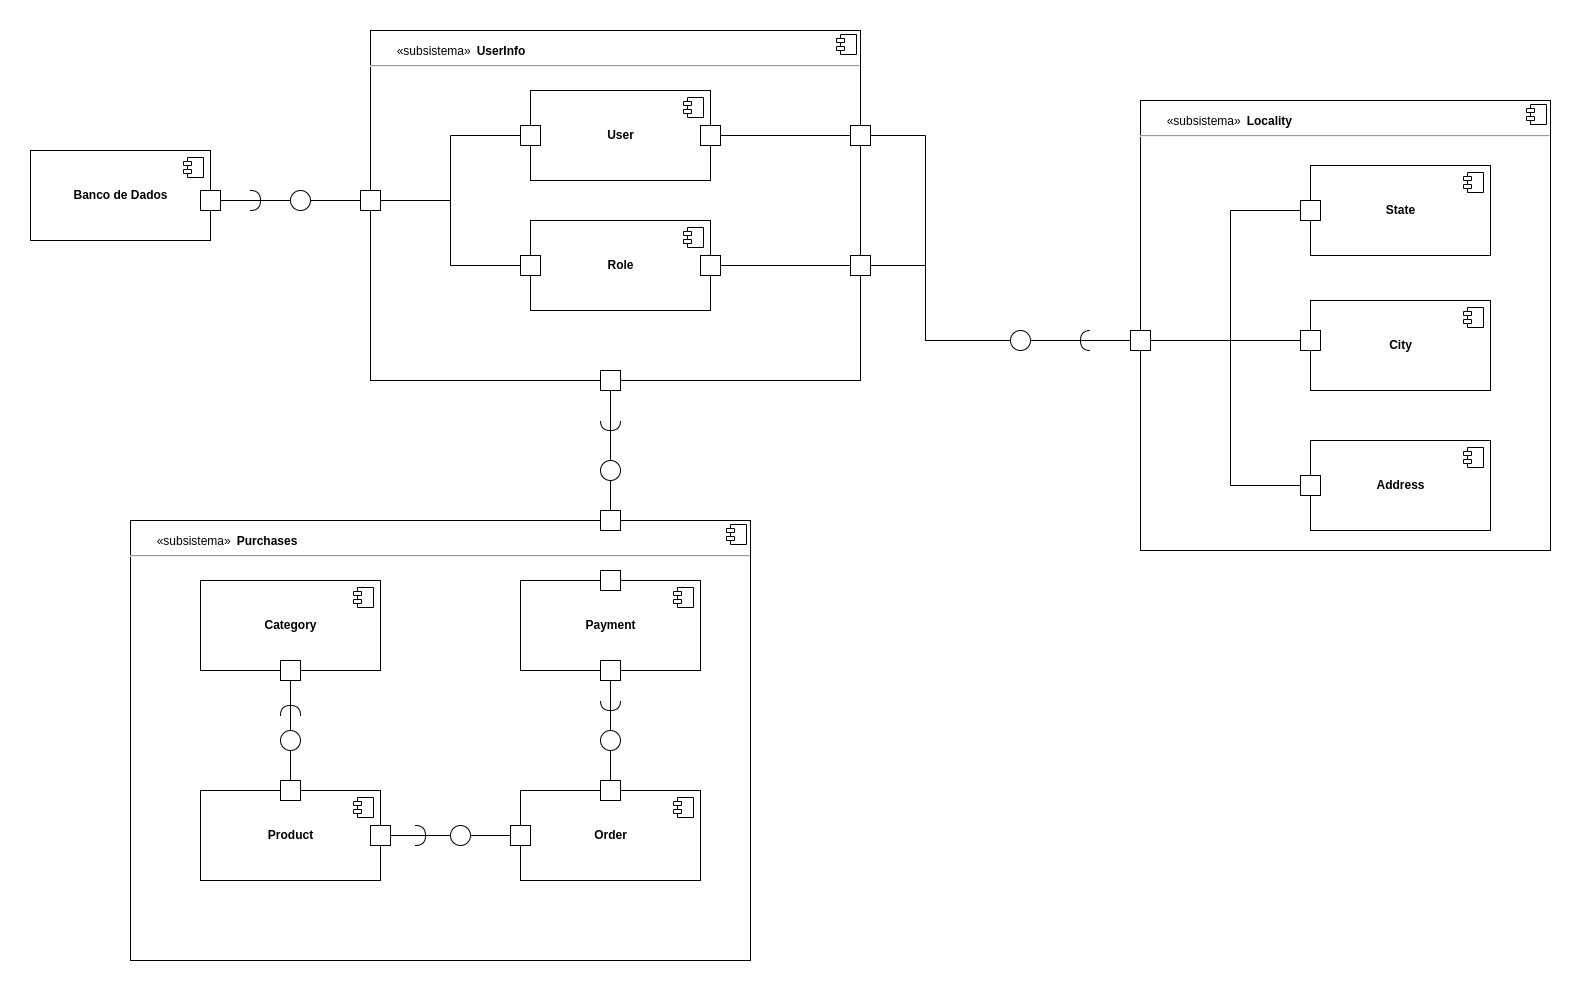 «subsistema» UserInfo
User
Role
Banco de Dados
«subsistema» Locality
State
City
Address
«subsistema» Purchases
Category
Payment
Product
Order